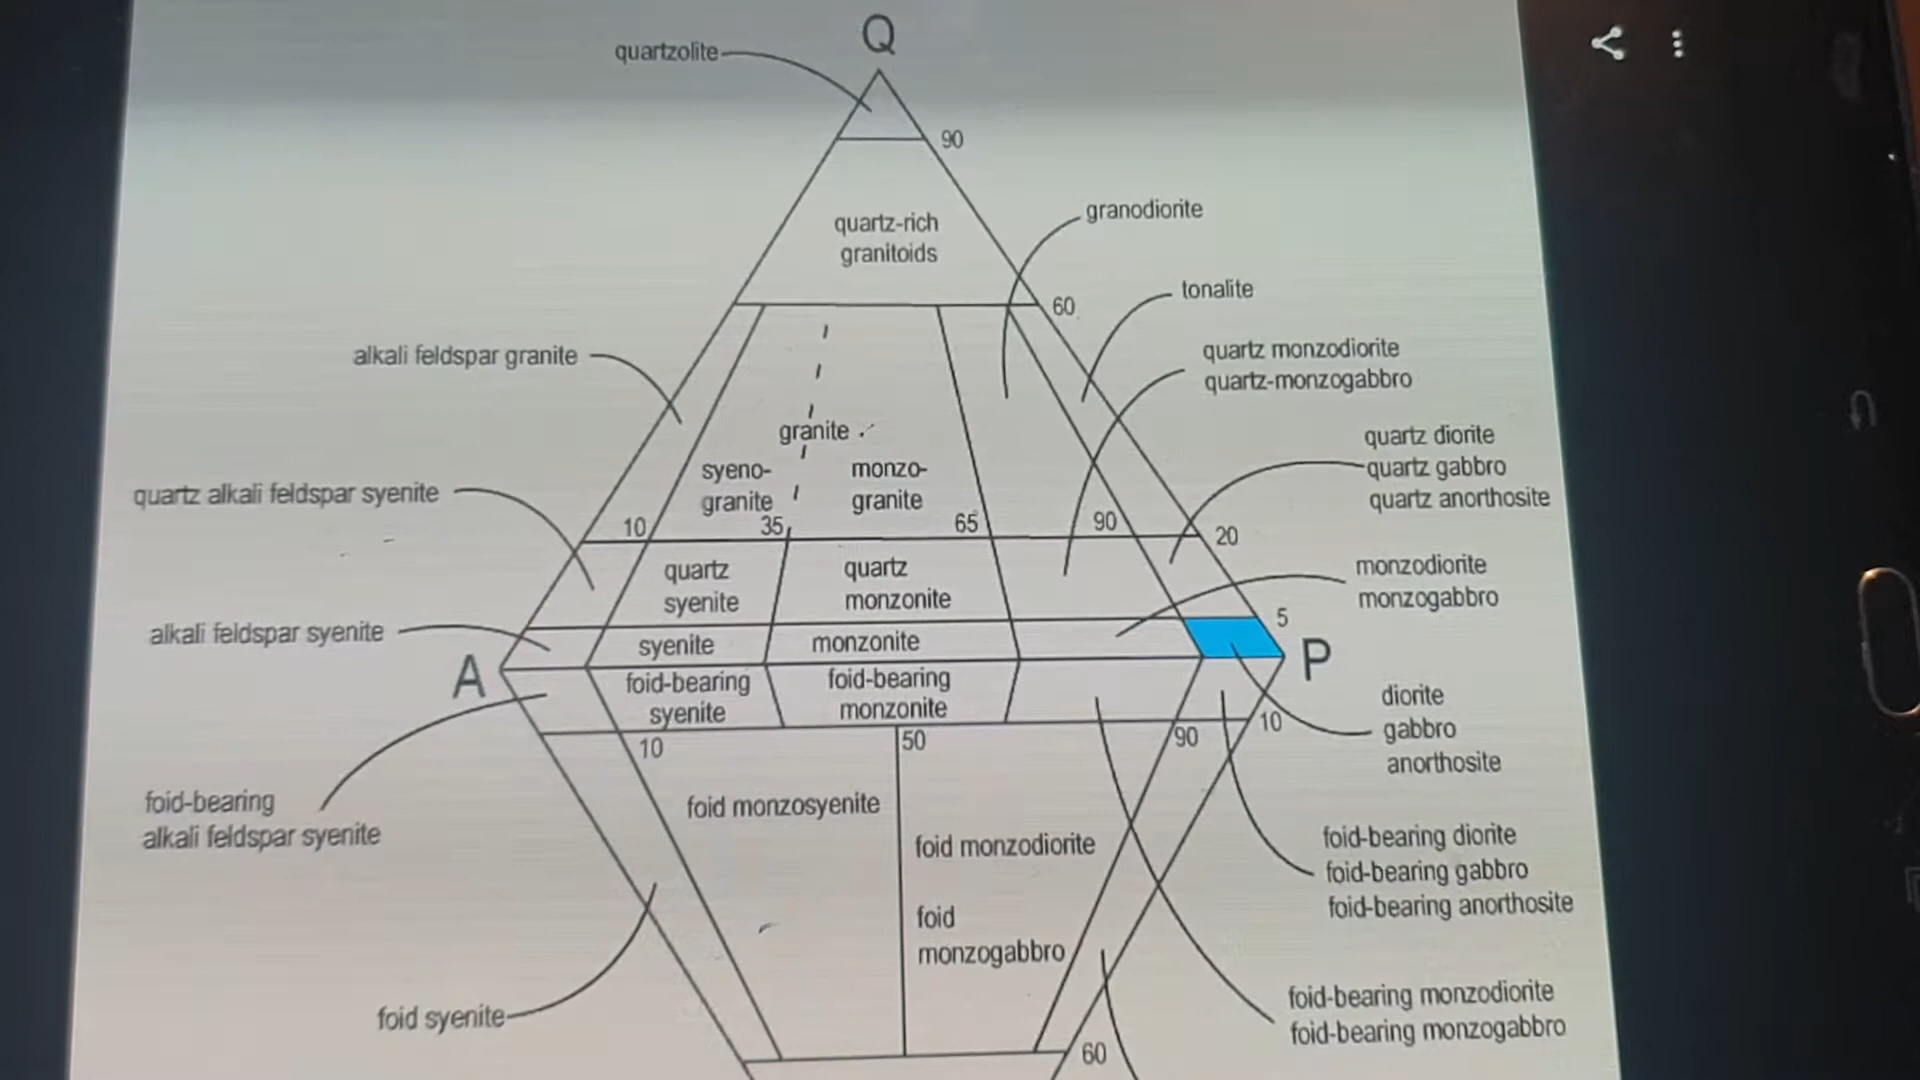 Q
quartzolite
90
quartz-rich
granitoids
granodiorite
60
tonalite
alkali feldspar granite
quartz monzodiorite
quartz-monzogabbro
granite
syeno-
granite
monzo-
granite
quartz diorite
quartz gabbro
quartz anorthosite
quartz alkali feldspar syenite
10
35
65
90
20
quartz
syenite
quartz
monzonite
monzodiorite
monzogabbro
alkali feldspar syenite
syenite
monzonite
5
A
P
foid-bearing
syenite
foid-bearing
monzonite
diorite
gabbro
anorthosite
10
50
90
10
foid-bearing
alkali feldspar syenite
foid monzosyenite
foid monzodiorite
foid
monzogabbro
foid-bearing diorite
foid-bearing gabbro
foid-bearing anorthosite
foid syenite
foid-bearing monzodiorite
foid-bearing monzogabbro
60